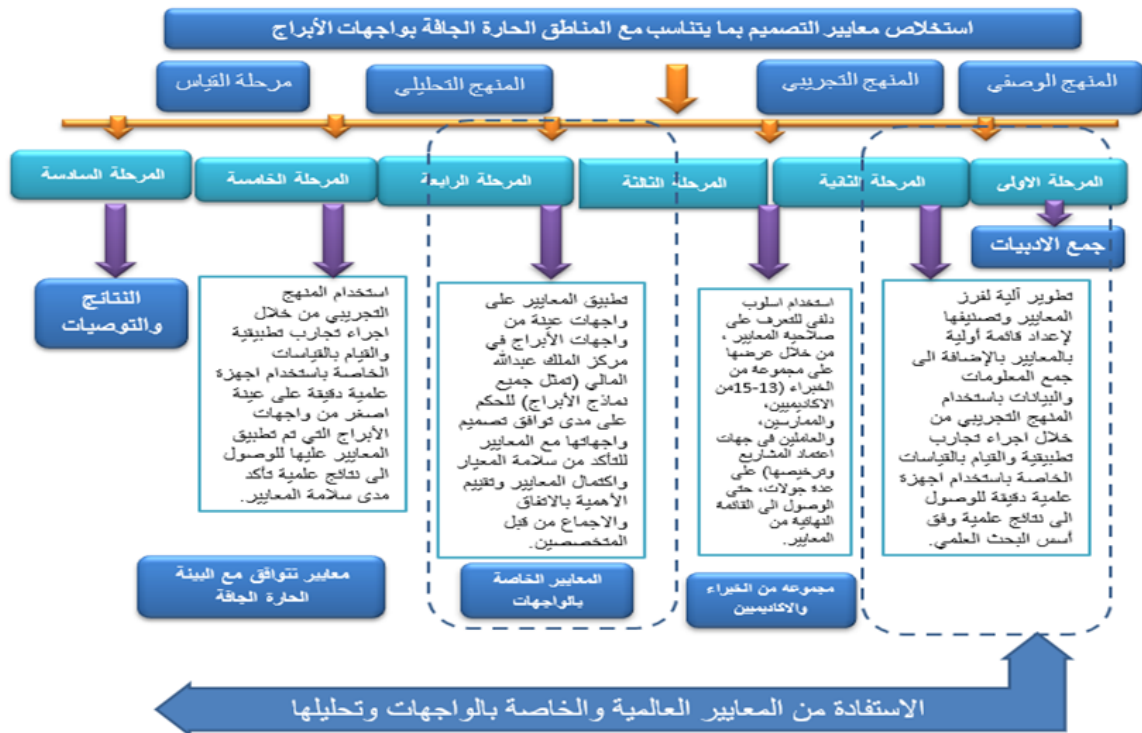 استخلاص معايير التصميم بما يتناسب مع المناطق الحارة الجافة بواجهات الأبراج
المنهج الوصفي
المنهج التجريبي
المنهج التحليلي
مرحلة القياس
المرحلة الاولى
المرحلة الثانية
المرحلة الثالثة
المرحلة الرابعة
المرحلة الخامسة
المرحلة السادسة
جمع الادبيات
تطوير آلية لفرز
المعايير وتصنيفها
لإعداد قائمة أولية
بالمعايير بالإضافة الى
جمع المعلومات
والبيانات باستخدام
المنهج التجريبي من
خلال اجراء تجارب
تطبيقية والقيام بالقياسات
الخاصة باستخدام اجهزة
علمية دقيقة للوصول
الى نتائج علمية وفق
أسس البحث العلمي.
استخدام اسلوب
دلفي للتعرف على
صلاحية المعايير ،
من خلال عرضها
على مجموعه من
الخبراء (13-15من
الاكاديميين،
والممارسين،
والعاملين في جهات
اعتماد المشاريع
وترخيصها) على
عدة جولات، حتى
الوصول الى القائمة
النهائية من
المعايير.
تطبيق المعايير على
واجهات عينة من
واجهات الأبراج في
مركز الملك عبدالله
المالي (تمثل جميع
نماذج الأبراج) للحكم
على مدى توافق تصميم
واجهاتها مع المعايير
للتأكد من سلامة المعيار
واكتمال المعايير وتقييم
الأهمية بالاتفاق
والاجماع من قبل
المتخصصين.
استخدام المنهج
التجريبي من خلال
اجراء تجارب تطبيقية
والقيام بالقياسات
الخاصة باستخدام اجهزة
علمية دقيقة على عينة
اصغر من واجهات
الأبراج التي تم تطبيق
المعايير عليها للوصول
الى نتائج علمية تأكد
مدى سلامة المعايير.
النتائج
والتوصيات
مجموعه من الخبراء
والاكاديميين
المعايير الخاصة
بالواجهات
معايير تتوافق مع البيئة
الحارة الجافة
الاستفادة من المعايير العالمية والخاصة بالواجهات وتحليلها